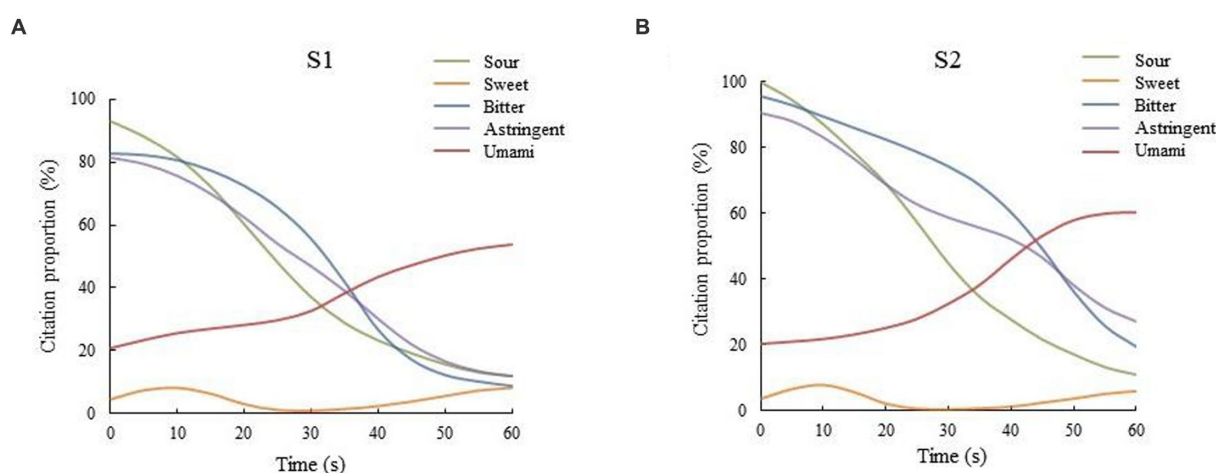 A
S1
Sour
Sweet
Bitter
Astringent
Umami
Citation proportion (%)
100
80
60
40
20
0
0 10 20 30 40 50 60
Time (s)
B
S2
Sour
Sweet
Bitter
Astringent
Umami
Citation proportion (%)
100
80
60
40
20
0
0 10 20 30 40 50 60
Time (s)